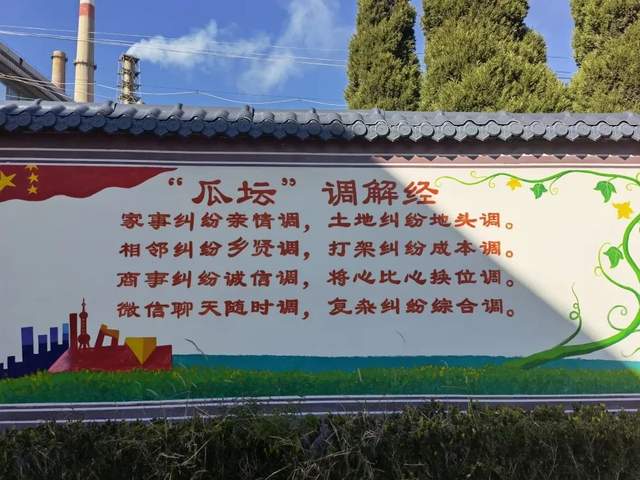 “瓜坛”调解经
家事纠纷亲情调，土地纠纷地头调。
相邻纠纷乡贤调，打架纠纷成本调。
商事纠纷诚信调，将心比心换位调。
微信聊天随时调，复杂纠纷综合调。